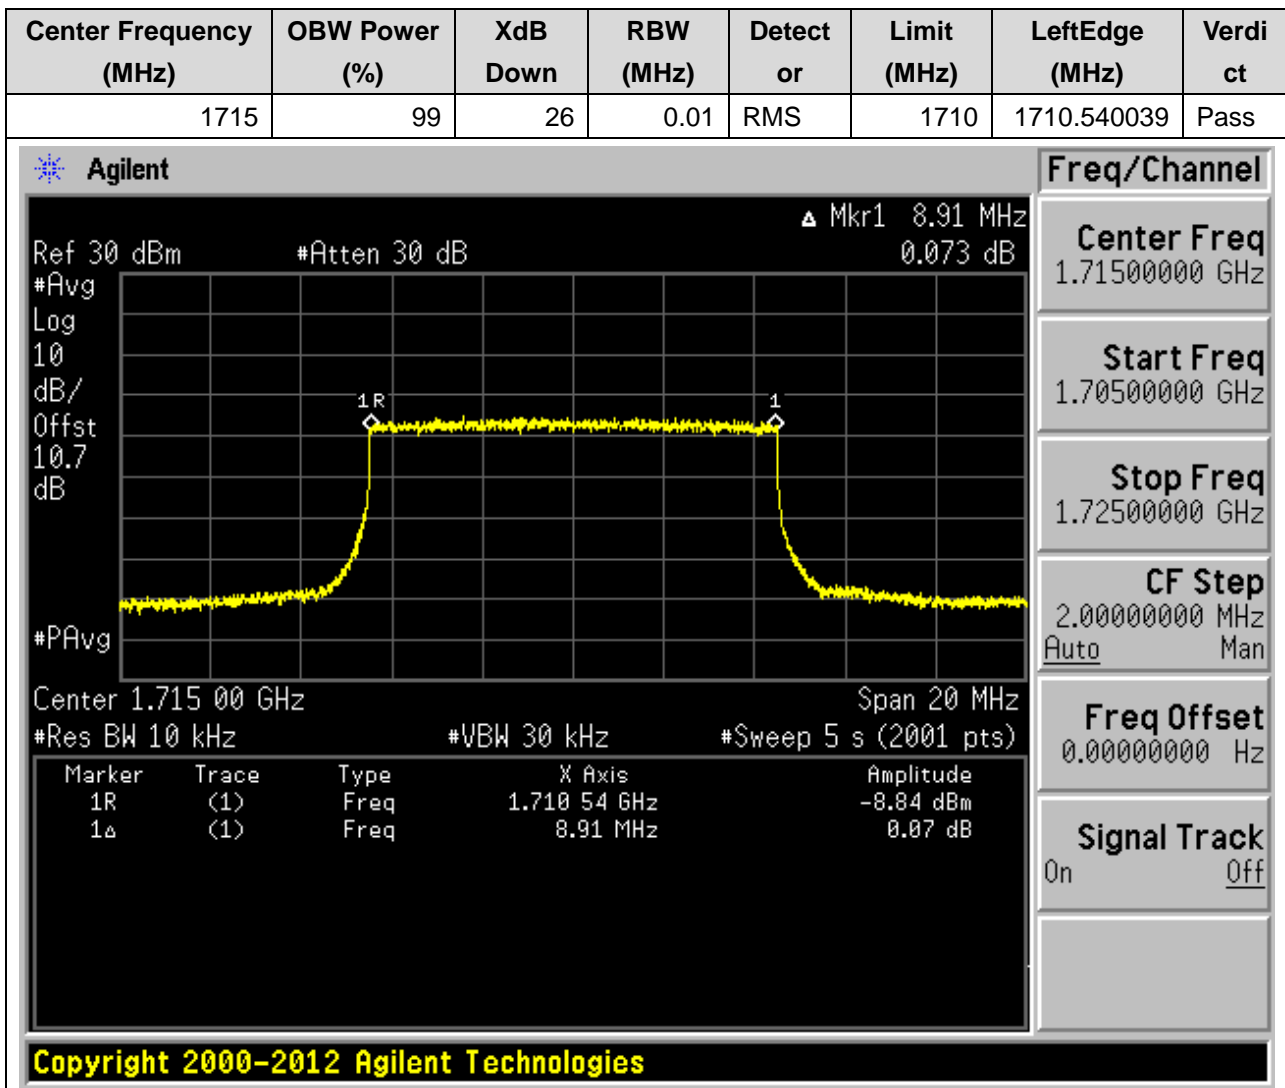 Center Frequency (MHz) OBW Power (%) XdB Down RBW (MHz) Detect or Limit (MHz) LeftEdge (MHz) Verdi ct
1715 99 26 0.01 RMS 1710 1710.540039 Pass
Agilent
Freq/Channel
Δ Mkr1 8.91 MHz
Ref 30 dBm #Atten 30 dB 0.073 dB
#Avg
Log
10
dB/
Offst
10.7
dB
1R
1
#PAvg
Center 1.715 00 GHz Span 20 MHz
#Res BW 10 kHz #VBW 30 kHz #Sweep 5 s (2001 pts)
Marker Trace Type X Axis Amplitude
1R (1) Freq 1.710 54 GHz -8.84 dBm
1Δ (1) Freq 8.91 MHz 0.07 dB
Center Freq
1.71500000 GHz
Start Freq
1.70500000 GHz
Stop Freq
1.72500000 GHz
CF Step
2.00000000 MHz
Auto Man
Freq Offset
0.00000000 Hz
Signal Track
On Off
Copyright 2000-2012 Agilent Technologies